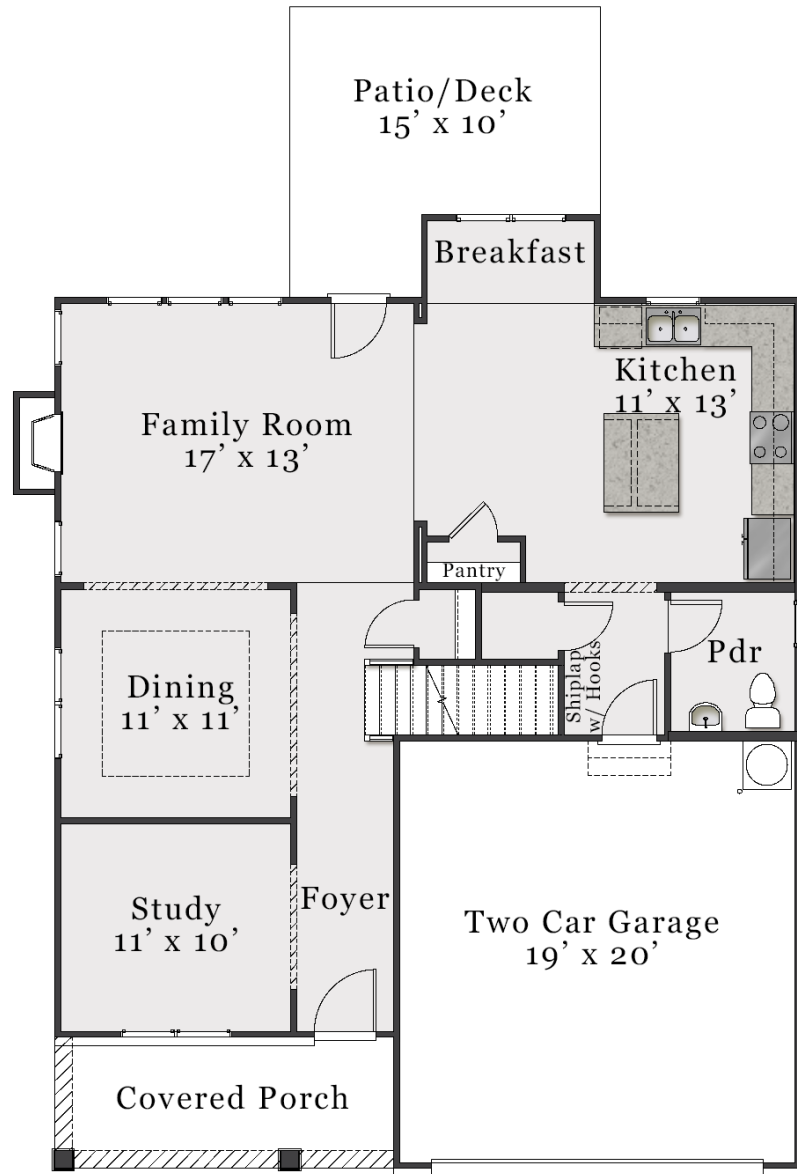 Patio/Deck
15' x 10'
Breakfast
Kitchen
11' x 13'
Family Room
17' x 13'
Pantry
Shiplap
w/ Hooks
Pdr
Dining
11' x 11'
Foyer
Study
11' x 10'
Two Car Garage
19' x 20'
Covered Porch